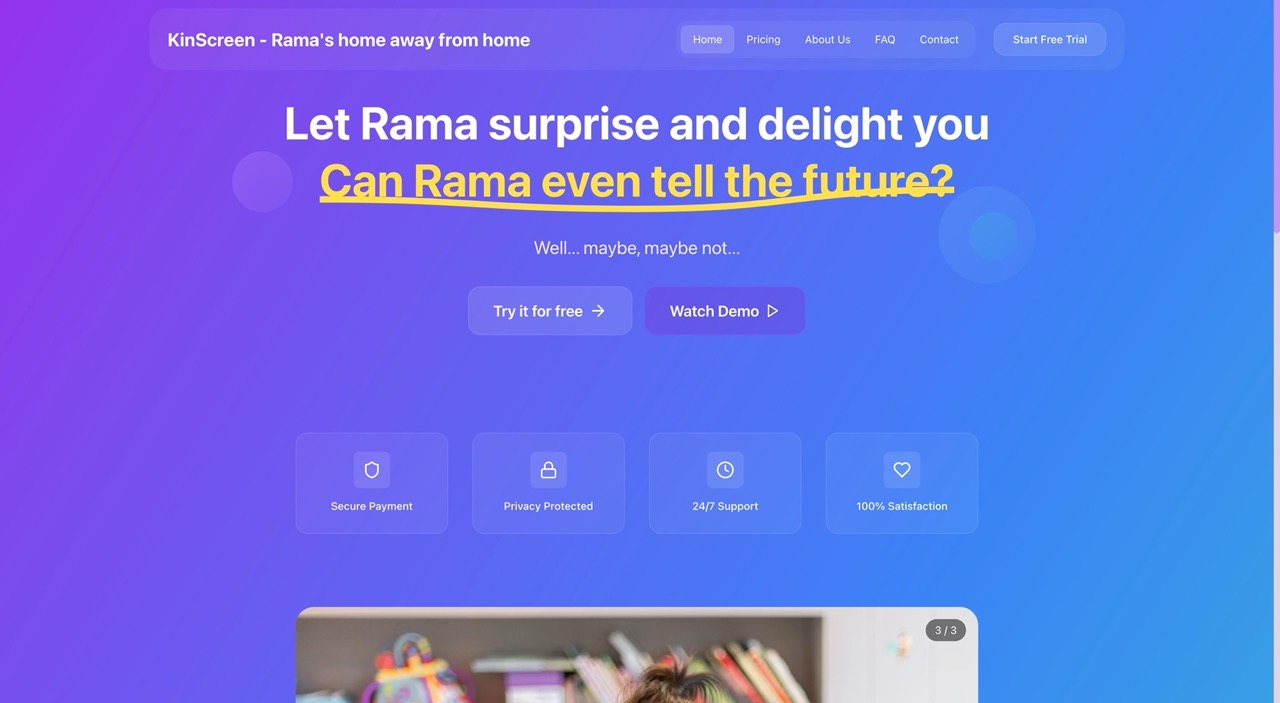 KinScreen - Rama's home away from home
Home
Pricing
About Us
FAQ
Contact
Start Free Trial
Let Rama surprise and delight you
Can Rama even tell the future?
Well... maybe, maybe not...
Try it for free
Watch Demo
Secure Payment
Privacy Protected
24/7 Support
100% Satisfaction
3 / 3